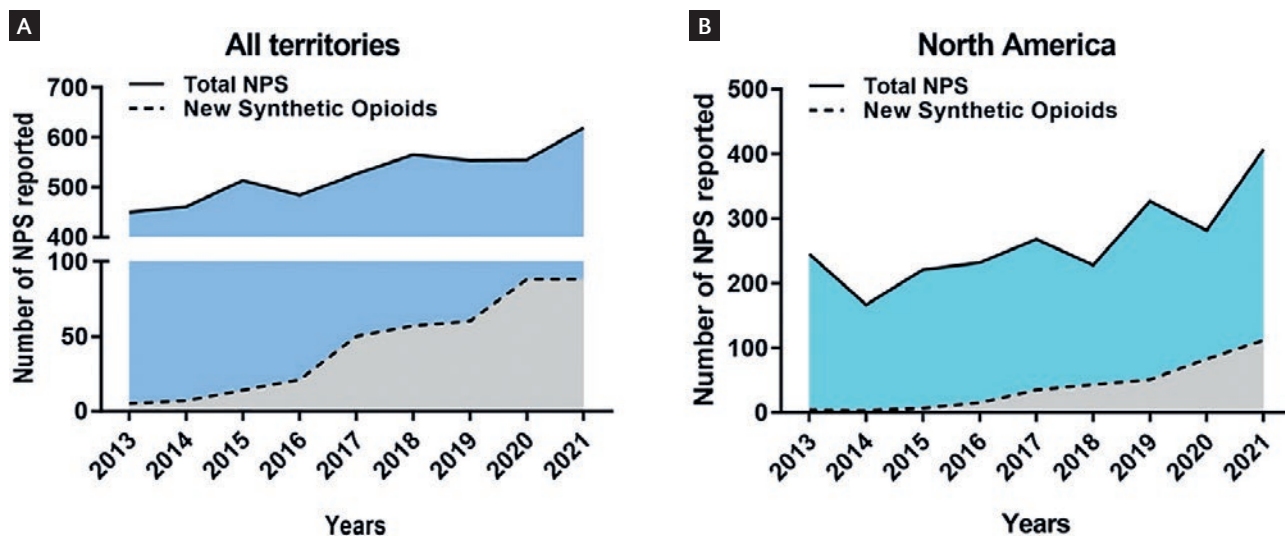 A
All territories
Total NPS
New Synthetic Opioids
Number of NPS reported
700
600
500
400
100
50
0
2013
2014
2015
2016
2017
2018
2019
2020
2021
Years
B
North America
Total NPS
New Synthetic Opioids
Number of NPS reported
500
400
300
200
100
0
2013
2014
2015
2016
2017
2018
2019
2020
2021
Years